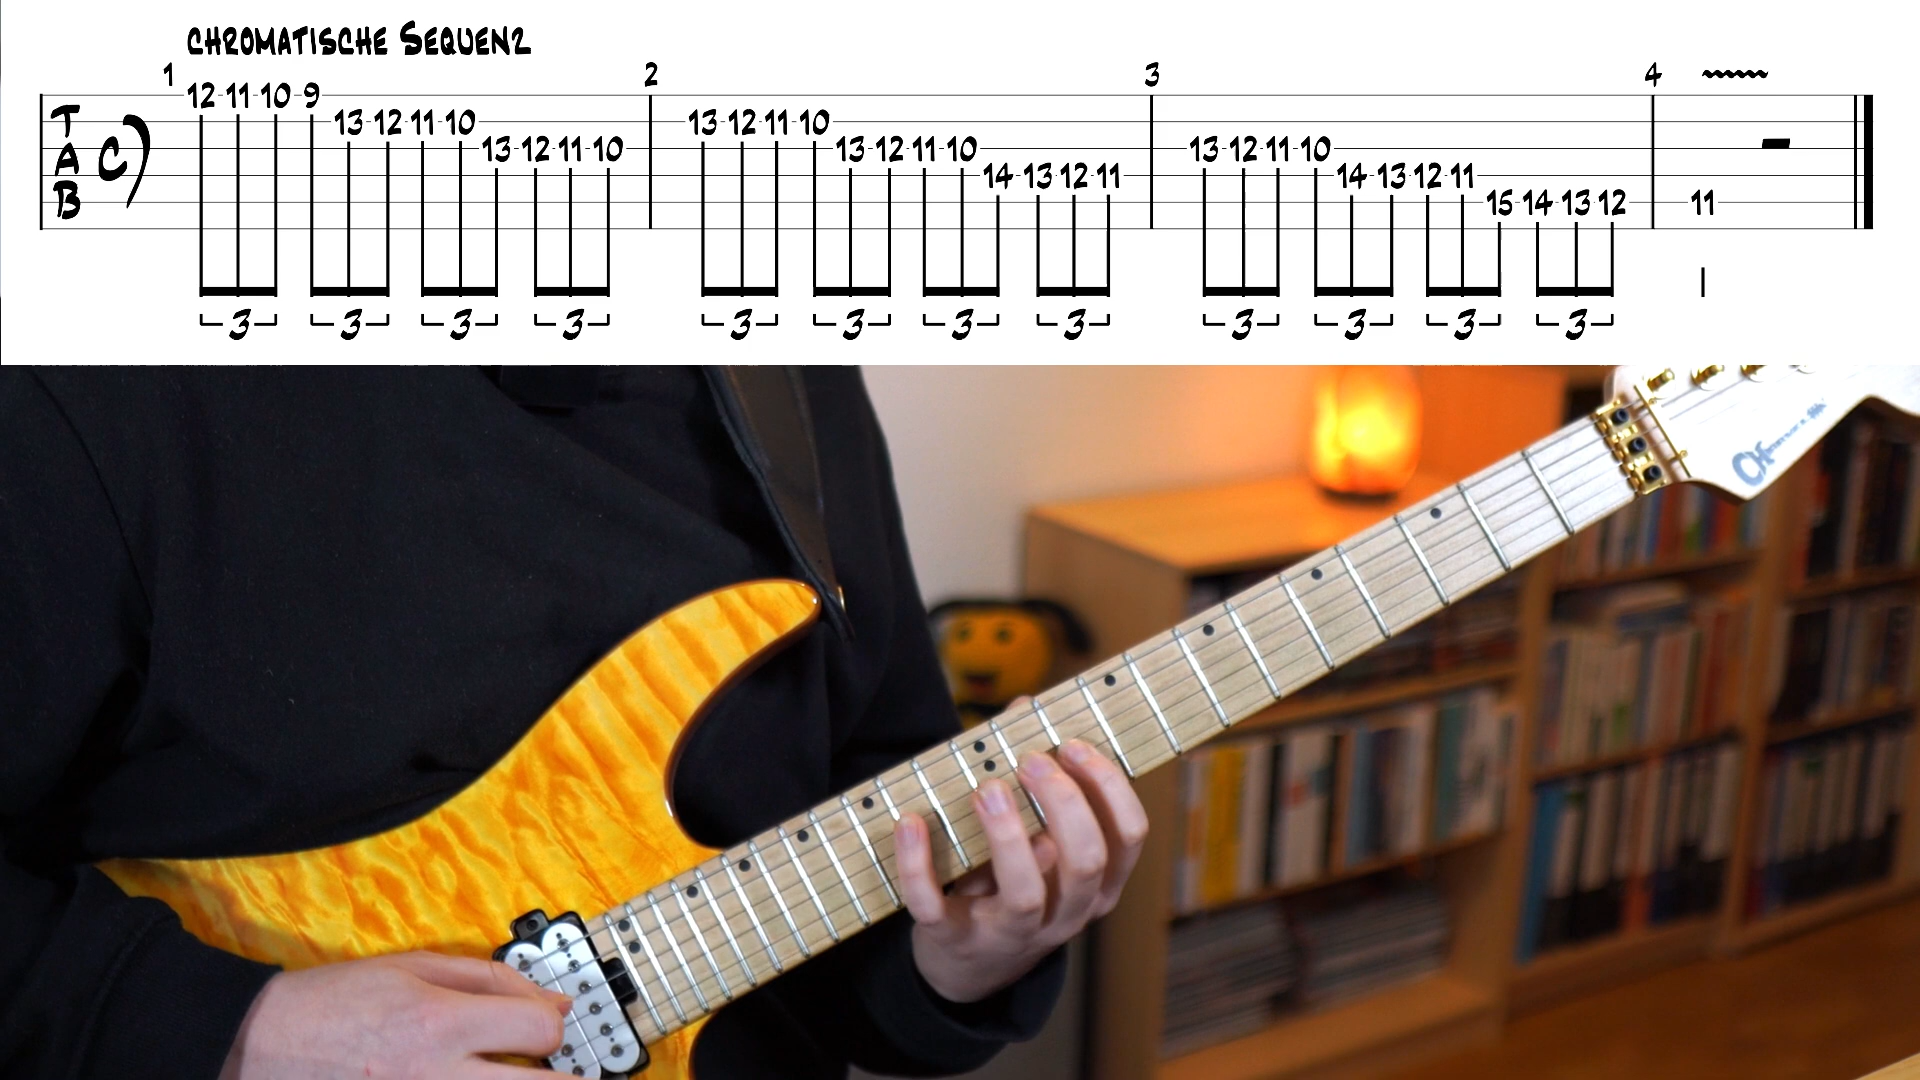 CHROMATISCHE SEQUENZ
1 2 3 4
12 11 10 9 13 12 11 10 13 12 11 10
13 12 11 10 13 12 11 10 14 13 12 11
13 12 11 10 14 13 12 11 15 14 13 12
11
T
A
B
3 3 3 3 3 3 3 3 3 3 3 3